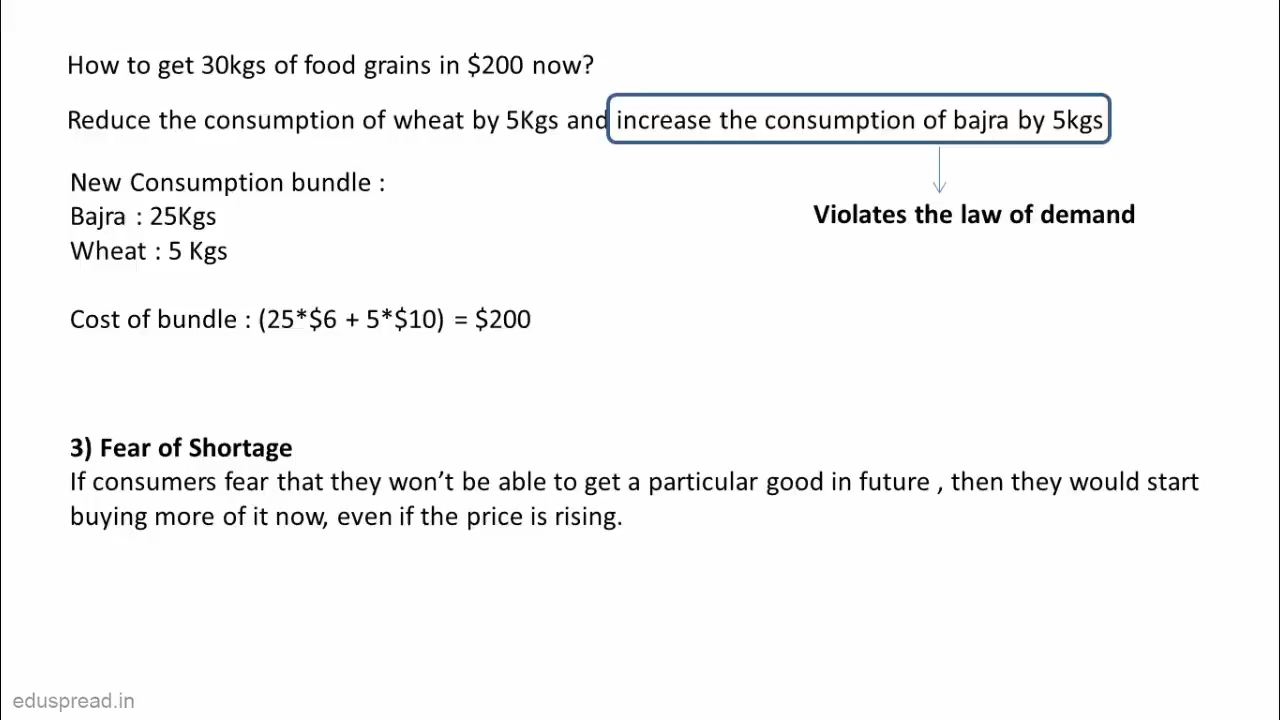 How to get 30kgs of food grains in $200 now?
Reduce the consumption of wheat by 5Kgs and increase the consumption of bajra by 5kgs
New Consumption bundle :
Violates the law of demand
Bajra : 25Kgs
Wheat : 5 Kgs
Cost of bundle : (25*$6 + 5*$10) = $200
3) Fear of Shortage
If consumers fear that they won’t be able to get a particular good in future , then they would start
buying more of it now, even if the price is rising.
eduspread.in